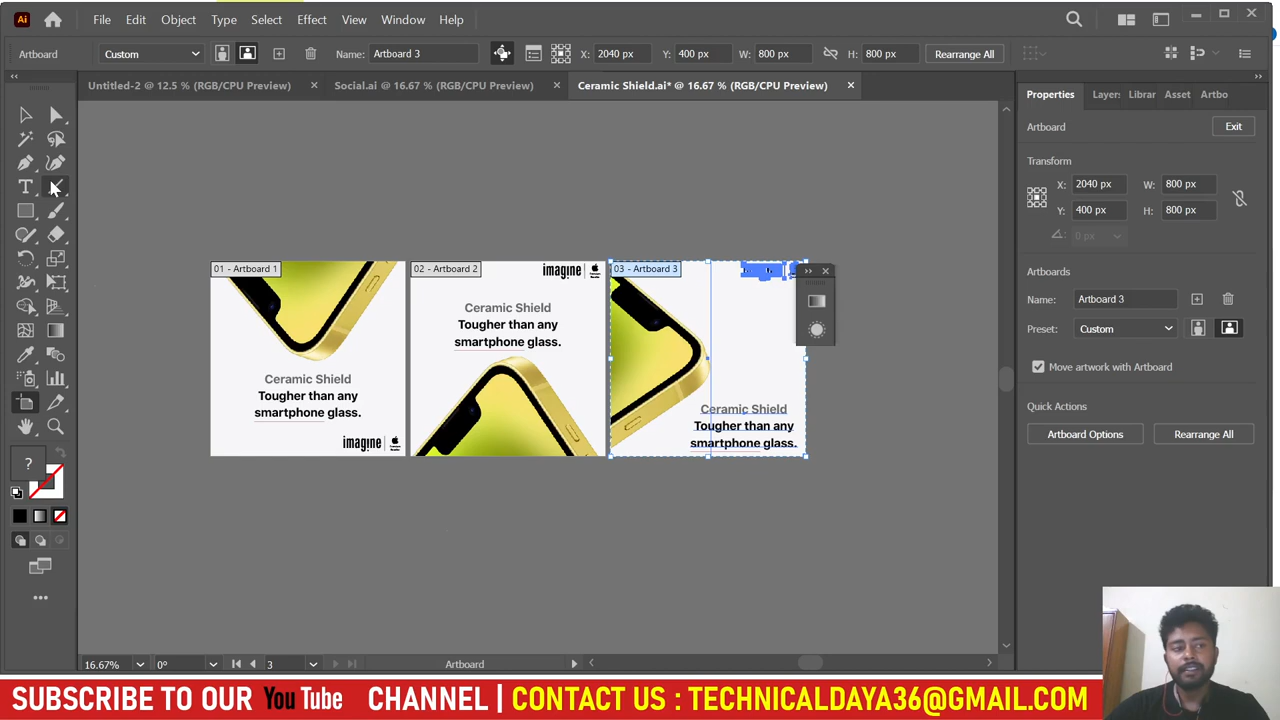 Ai File Edit Object Type Select Effect View Window Help
Artboard Custom Name: Artboard 3 X: 2040 px Y: 400 px W: 800 px H: 800 px Rearrange All
Untitled-2 @ 12.5 % (RGB/CPU Preview) Social.ai @ 16.67 % (RGB/CPU Preview) Ceramic Shield.ai* @ 16.67 % (RGB/CPU Preview)
Properties Layer: Librar Asset Artbo
Artboard Exit
Transform
X: 2040 px W: 800 px
Y: 400 px H: 800 px
0 px
Artboards
Name: Artboard 3
Preset: Custom
Move artwork with Artboard
Quick Actions
Artboard Options Rearrange All
01 - Artboard 1
Ceramic Shield
Tougher than any
smartphone glass.
imagine
02 - Artboard 2
imagine
Ceramic Shield
Tougher than any
smartphone glass.
03 - Artboard 3
Ceramic Shield
Tougher than any
smartphone glass.
T
?
16.67% 0° 3 Artboard
SUBSCRIBE TO OUR YouTube CHANNEL | CONTACT US : TECHNICALDAYA36@GMAIL.COM